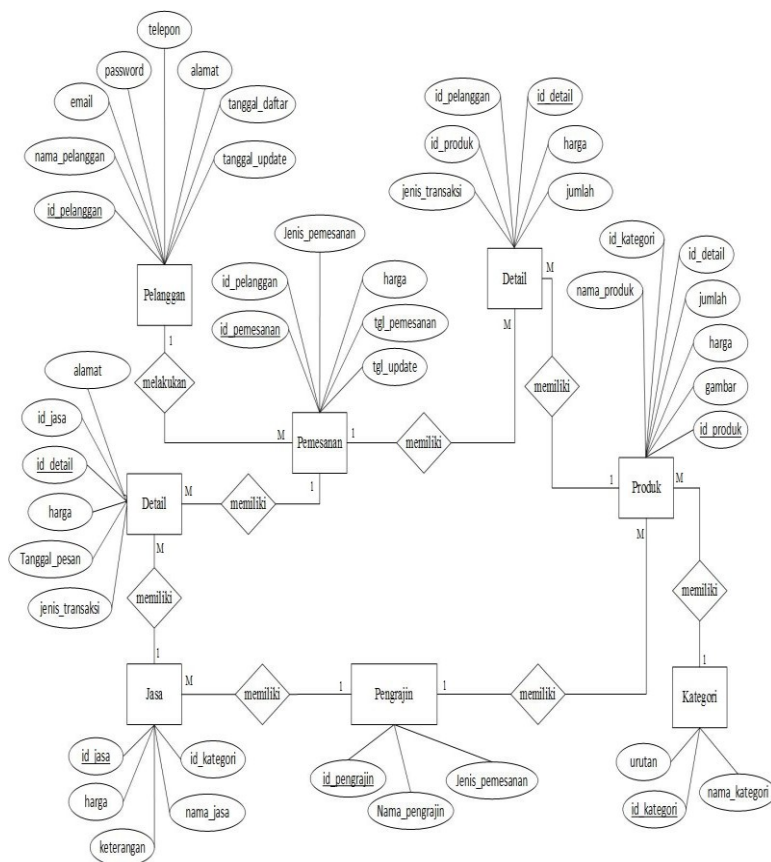 telepon
password
alamat
email
tanggal_daftar
nama_pelanggan
tanggal_update
id_pelanggan
Pelanggan
1
melakukan
M
Jenis_pemesanan
id_pelanggan
harga
id_pemesanan
tgl_pemesanan
tgl_update
Pemesanan
1
memiliki
M
id_pelanggan
id_detail
id_produk
harga
jenis_transaksi
jumlah
Detail
M
memiliki
1
id_kategori
id_detail
nama_produk
jumlah
harga
gambar
id_produk
Produk
M
M
alamat
id_jasa
id_detail
harga
Tanggal_pesan
jenis_transaksi
Detail
M
memiliki
1
M
memiliki
1
memiliki
1
Jasa
M
memiliki
1
Pengrajin
1
memiliki
Kategori
id_jasa
id_kategori
harga
nama_jasa
keterangan
id_pengrajin
Jenis_pemesanan
Nama_pengrajin
urutan
nama_kategori
id_kategori